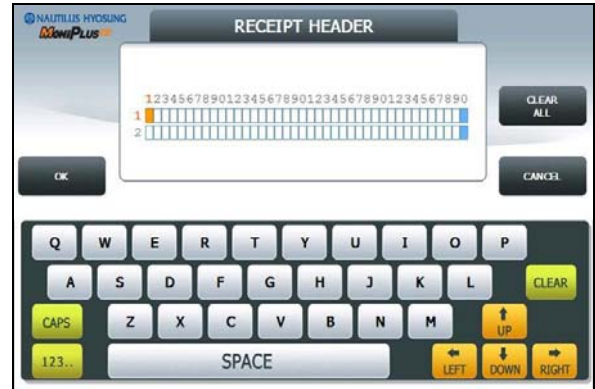 NAUTILUS HYOSUNG
MoniPlus
RECEIPT HEADER
1234567890123456789012345678901234567890
1
2
CLEAR ALL
OK
CANCEL
Q W E R T Y U I O P
A S D F G H J K L CLEAR
CAPS Z X C V B N M UP
123.. SPACE LEFT DOWN RIGHT